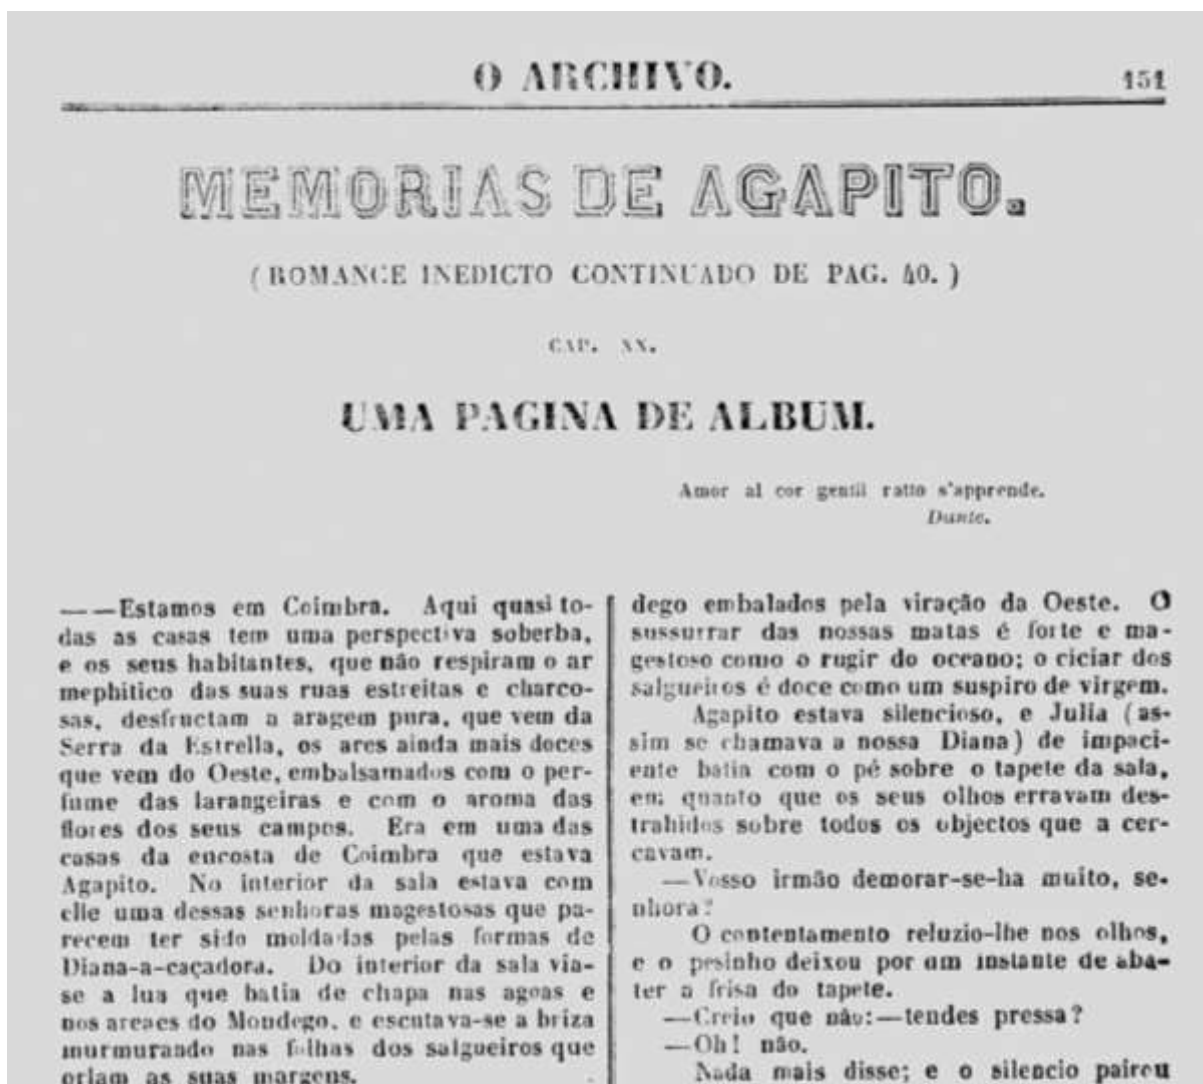 O ARCHIVO.
151
MEMORIAS DE AGAPITO.
(ROMANCE INEDICTO CONTINUADO DE PAG. 40.)
CAP. XX.
UMA PAGINA DE ALBUM.
Amor al cor gentil ratto s'apprende.
Dante.
——Estamos em Coimbra. Aqui quasi to-
das as casas tem uma perspectiva soberba,
e os seus habitantes, que não respiram o ar
mephitico das suas ruas estreitas e charco-
sas, desfructam a aragem pura, que vem da
Serra da Estrella, os ares ainda mais doces
que vem do Oeste, embalsamados com o per-
fume das larangeiras e com o aroma das
flores dos seus campos. Era em uma das
casas da encosta de Coimbra que estava
Agapito. No interior da sala estava com
elle uma dessas senhoras magestosas que pa-
recem ter sido moldadas pelas formas de
Diana-a-caçadora. Do interior da sala via-
se a lua que batia de chapa nas agoas e
nos areaes do Mondego, e escutava-se a briza
murmurando nas folhas dos salgueiros que
orlam as suas margens.
dego embalados pela viração da Oeste. O
sussurrar das nossas matas é forte e ma-
gestoso como o rugir do oceano; o ciciar dos
salgueiros é doce como um suspiro de virgem.
Agapito estava silencioso, e Julia (as-
sim se chamava a nossa Diana) de impaci-
ente batia com o pé sobre o tapete da sala,
em quanto que os seus olhos erravam des-
trahidos sobre todos os objectos que a cer-
cavam.
—Vosso irmão demorar-se-ha muito, se-
nhora?
O contentamento reluzio-lhe nos olhos,
e o pesinho deixou por um instante de aba-
ter a frisa do tapete.
—Creio que não:—tendes pressa?
—Oh! não.
Nada mais disse; e o silencio pairou